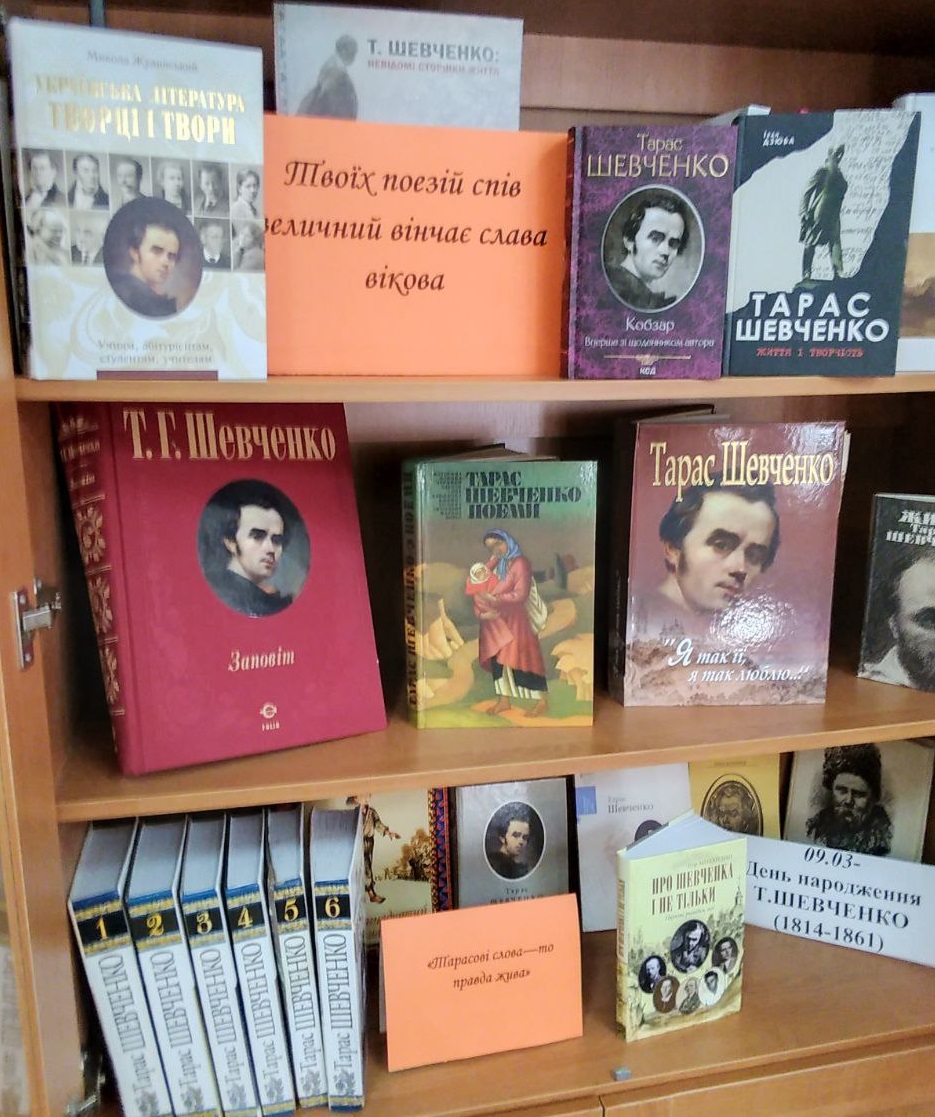 Микола Жулинський
УКРАЇНСЬКА ЛІТЕРАТУРА
ТВОРЦІ І ТВОРИ
Учням, абітурієнтам,
студентам, учителям
Т. ШЕВЧЕНКО:
НЕВІДОМІ СТОРІНКИ ЖИТТЯ
Твоїх поезій спів
величний вінчає слава
вікова
Тарас
ШЕВЧЕНКО
Кобзар
Вперше зі щоденником автора
КСД
ДЗЮБА
ТАРАС
ШЕВЧЕНКО
ЖИТТЯ І ТВОРЧІСТЬ
Т. Г. Шевченко
Заповіт
FOLIO
ТАРАС
ШЕВЧЕНКО
ПОЕМИ
Тарас Шевченко
"Я так її,
я так люблю..."
1
Тарас ШЕВЧЕНКО
2
Тарас ШЕВЧЕНКО
3
Тарас ШЕВЧЕНКО
4
Тарас ШЕВЧЕНКО
5
Тарас ШЕВЧЕНКО
6
Тарас ШЕВЧЕНКО
Тарас
Тарас
Шевченко
«Тарасові слова—то
правда жива»
ПРО ШЕВЧЕНКА
І НЕ ТІЛЬКИ
09.03-
День народження
Т.ШЕВЧЕНКО
(1814-1861)